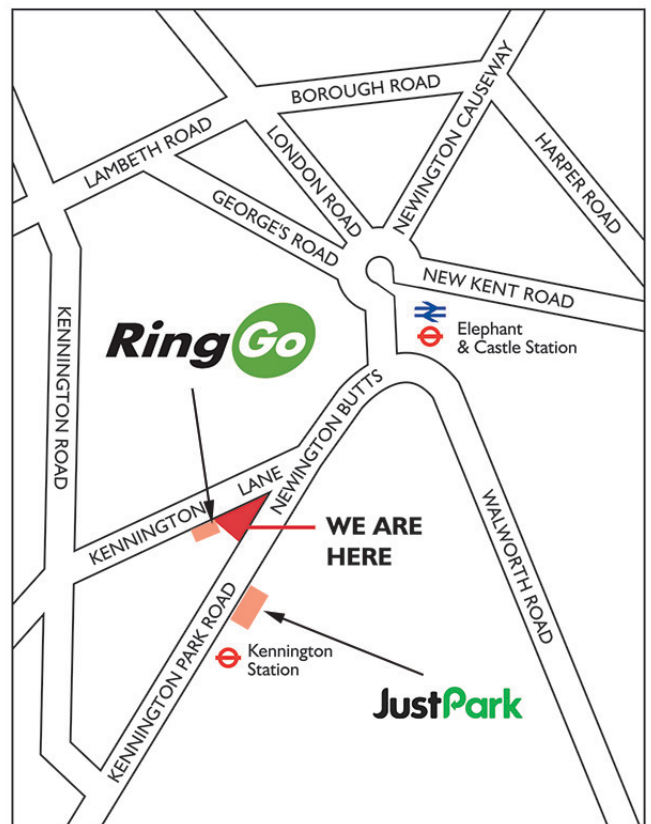 BOROUGH ROAD
NEWINGTON CAUSEWAY
LAMBETH ROAD
LONDON ROAD
HARPER ROAD
GEORGE'S ROAD
NEW KENT ROAD
Elephant
& Castle Station
KENNINGTON ROAD
RingGo
NEWINGTON BUTTS
KENNINGTON LANE
WE ARE
HERE
WALWORTH ROAD
KENNINGTON PARK ROAD
Kennington
Station
JustPark